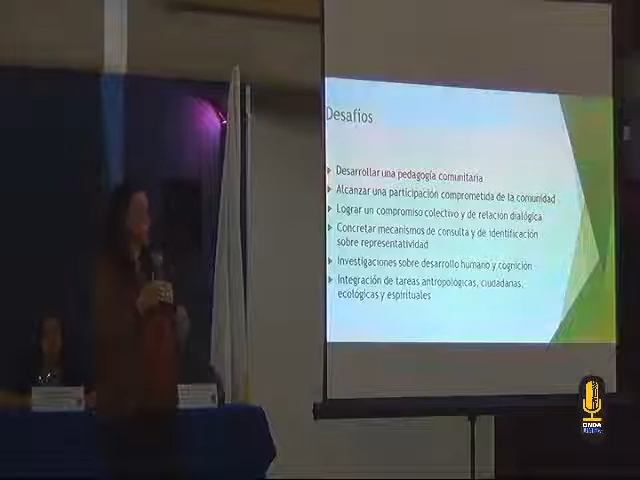 Desafíos
Desarrollar una pedagogía comunitaria
Alcanzar una participación comprometida de la comunidad
Lograr un compromiso colectivo y de relación dialógica
Concretar mecanismos de consulta y de identificación
sobre representatividad
Investigaciones sobre desarrollo humano y cognición
Integración de tareas antropológicas, ciudadanas,
ecológicas y espirituales
ONDA